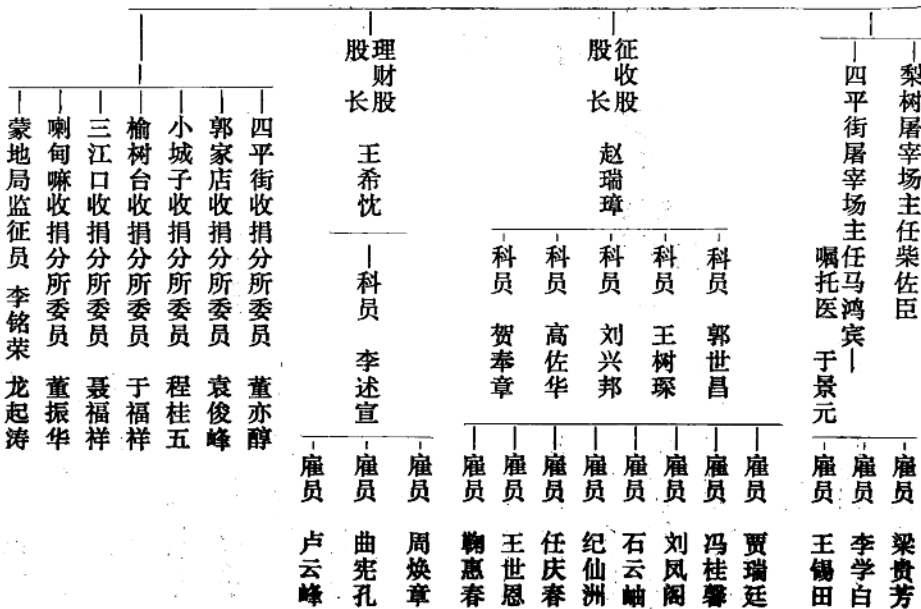 梨树屠宰场主任柴佐臣
四平街屠宰场主任马鸿宾
嘱托医 于景元
雇员 梁贵芳
雇员 李学白
雇员 王锡田
征收股
股长 赵瑞璋
科员 郭世昌
科员 王树琛
科员 刘兴邦
科员 高佐华
科员 贺奉章
雇员 贾瑞廷
雇员 冯桂馨
雇员 刘凤阁
雇员 石云岫
雇员 纪仙洲
雇员 任庆春
雇员 王世恩
雇员 鞠惠春
理财股
股长 王希忱
科员 李述宣
雇员 周焕章
雇员 曲宪孔
雇员 卢云峰
四平街收捐分所委员 董亦醇
郭家店收捐分所委员 袁俊峰
小城子收捐分所委员 程桂五
榆树台收捐分所委员 于福祥
三江口收捐分所委员 聂福祥
喇甸嘛收捐分所委员 董振华
蒙地局监征员 李铭荣 龙起涛